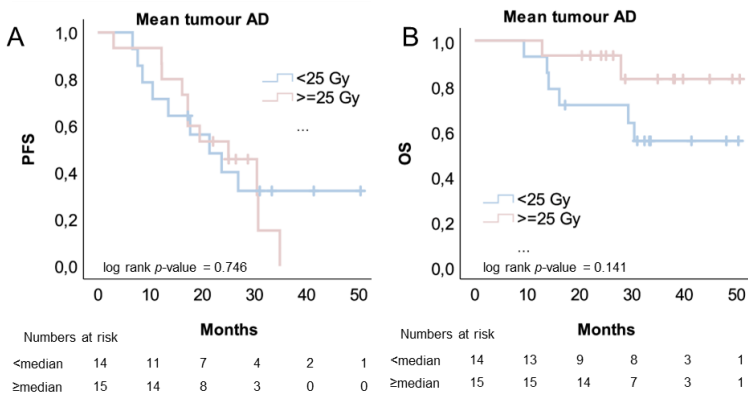 A
Mean tumour AD
PFS
1,0
0,8
0,6
0,4
0,2
0,0
<25 Gy
>=25 Gy
...
log rank p-value = 0.746
0 10 20 30 40 50
Months
Numbers at risk
<median 14 11 7 4 2 1
≥median 15 14 8 3 0 0
B
Mean tumour AD
OS
1,0
0,8
0,6
0,4
0,2
0,0
<25 Gy
>=25 Gy
...
log rank p-value = 0.141
0 10 20 30 40 50
Months
Numbers at risk
<median 14 13 9 8 3 1
≥median 15 15 14 7 3 1